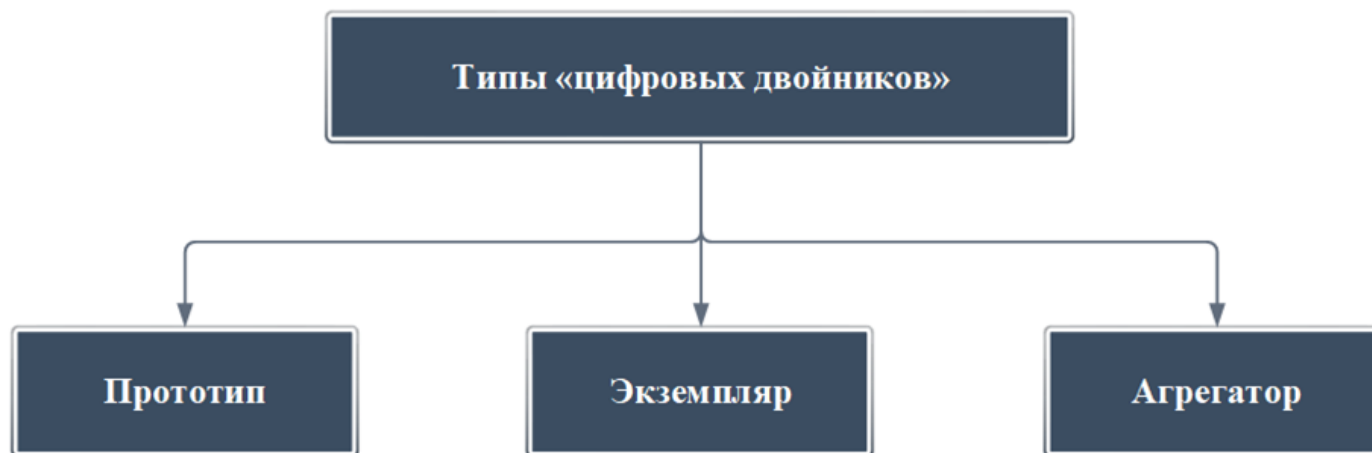 Типы «цифровых двойников»
Прототип
Экземпляр
Агрегатор